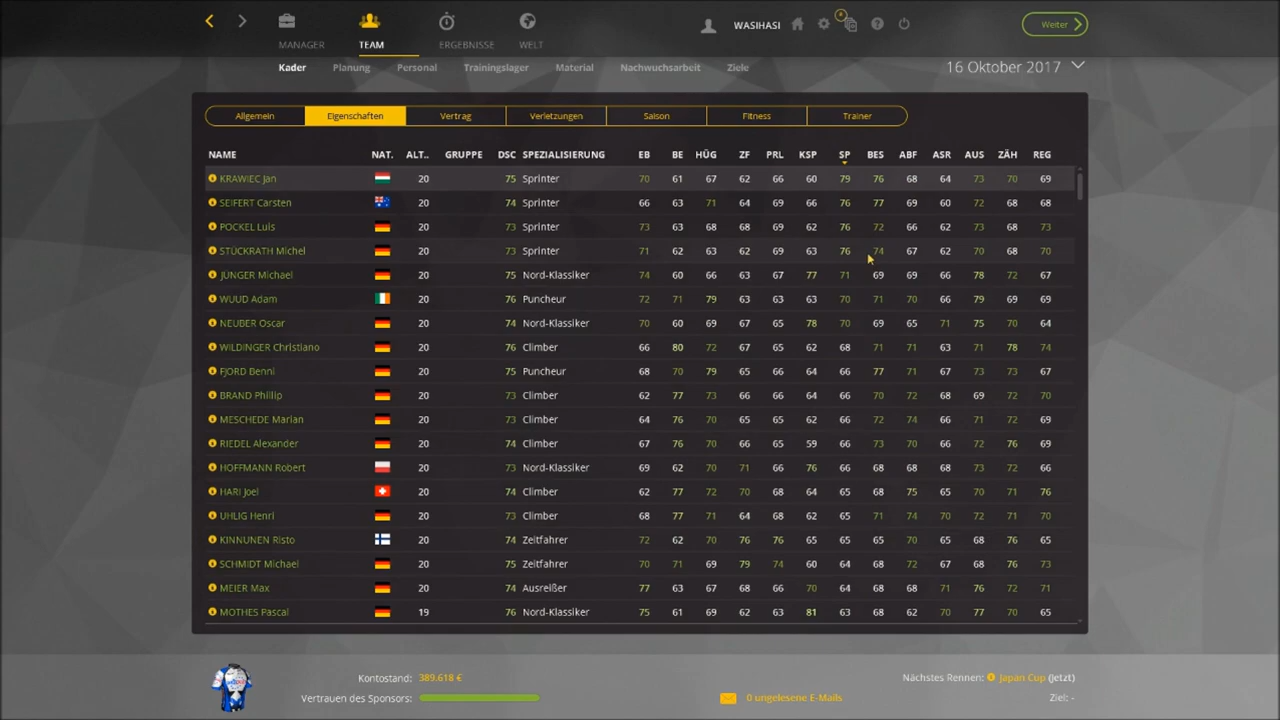 MANAGER TEAM ERGEBNISSE WELT WASIHASI Weiter
Kader Planung Personal Trainingslager Material Nachwuchsarbeit Ziele 16 Oktober 2017
Allgemein Eigenschaften Vertrag Verletzungen Saison Fitness Trainer
NAME NAT. ALT.. GRUPPE DSC SPEZIALISIERUNG EB BE HÜG ZF PRL KSP SP BES ABF ASR AUS ZÄH REG
KRAWIEC Jan 20 75 Sprinter 70 61 67 62 66 60 79 76 68 64 73 70 69
SEIFERT Carsten 20 74 Sprinter 66 63 71 64 69 66 76 77 69 60 72 68 68
POCKEL Luis 20 73 Sprinter 73 63 68 68 69 62 76 72 66 62 73 68 73
STÜCKRATH Michel 20 73 Sprinter 71 62 63 62 69 63 76 74 67 62 70 68 70
JÜNGER Michael 20 75 Nord-Klassiker 74 60 66 63 62 77 71 69 69 66 78 72 67
WUUD Adam 20 76 Puncheur 72 71 79 63 63 63 70 71 70 66 79 69 69
NEUBER Oscar 20 74 Nord-Klassiker 70 60 69 67 65 78 70 69 65 71 75 70 64
WILDINGER Christiano 20 76 Climber 66 80 72 67 65 62 68 71 71 63 71 78 74
FJORD Benni 20 75 Puncheur 68 70 79 65 66 64 66 77 71 67 73 73 67
BRAND Phillip 20 73 Climber 62 77 73 66 66 64 66 70 72 68 69 72 70
MESCHEDE Marian 20 73 Climber 64 76 70 66 65 62 66 72 74 66 71 72 69
RIEDEL Alexander 20 74 Climber 67 76 70 65 65 59 66 73 70 66 72 76 69
HOFFMANN Robert 20 73 Nord-Klassiker 69 62 70 71 66 76 66 68 68 68 73 72 66
HARI Joel 20 74 Climber 62 77 72 70 68 64 65 68 75 65 70 71 76
UHLIG Henri 20 73 Climber 68 77 71 64 68 62 65 71 74 70 72 71 70
KINNUNEN Risto 20 74 Zeitfahrer 72 62 70 76 76 65 65 65 70 65 68 76 65
SCHMIDT Michael 20 75 Zeitfahrer 70 71 69 79 74 60 64 68 72 67 68 76 73
MEIER Max 20 74 Ausreißer 77 63 67 68 66 70 64 68 68 71 76 72 71
MOTHES Pascal 19 76 Nord-Klassiker 75 61 69 62 63 81 63 68 62 70 77 70 65
Kontostand: 389.618 € Nächstes Rennen: Japan Cup (Jetzt)
Vertrauen des Sponsors: 0 ungelesene E-Mails Ziel: -